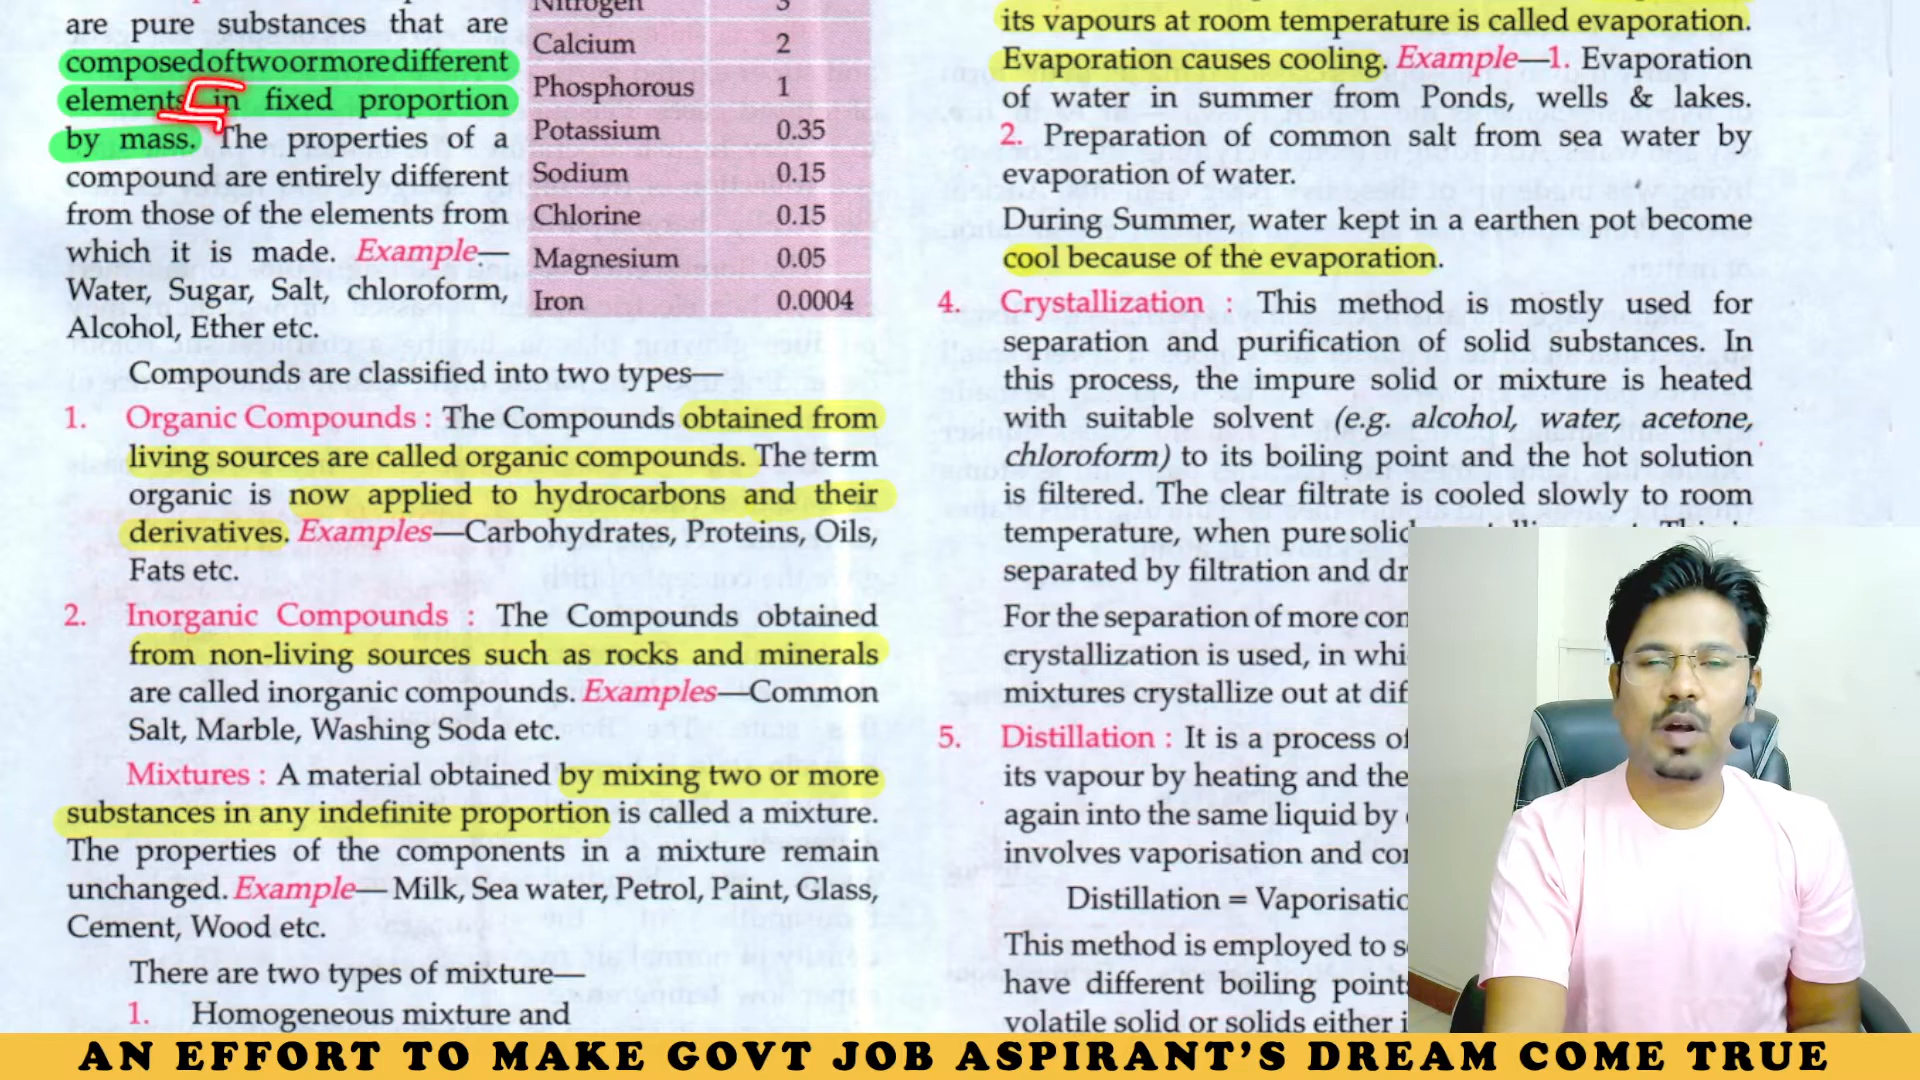 are pure substances that are
composed of two or more different
elements in fixed proportion
by mass. The properties of a
compound are entirely different
from those of the elements from
which it is made. Example—
Water, Sugar, Salt, chloroform,
Alcohol, Ether etc.
Nitrogen 3
Calcium 2
Phosphorous 1
Potassium 0.35
Sodium 0.15
Chlorine 0.15
Magnesium 0.05
Iron 0.0004
Compounds are classified into two types—
1. Organic Compounds : The Compounds obtained from
living sources are called organic compounds. The term
organic is now applied to hydrocarbons and their
derivatives. Examples—Carbohydrates, Proteins, Oils,
Fats etc.
2. Inorganic Compounds : The Compounds obtained
from non-living sources such as rocks and minerals
are called inorganic compounds. Examples—Common
Salt, Marble, Washing Soda etc.
Mixtures : A material obtained by mixing two or more
substances in any indefinite proportion is called a mixture.
The properties of the components in a mixture remain
unchanged. Example— Milk, Sea water, Petrol, Paint, Glass,
Cement, Wood etc.
There are two types of mixture—
1. Homogeneous mixture and
its vapours at room temperature is called evaporation.
Evaporation causes cooling. Example—1. Evaporation
of water in summer from Ponds, wells & lakes.
2. Preparation of common salt from sea water by
evaporation of water.
During Summer, water kept in a earthen pot become
cool because of the evaporation.
4. Crystallization : This method is mostly used for
separation and purification of solid substances. In
this process, the impure solid or mixture is heated
with suitable solvent (e.g. alcohol, water, acetone,
chloroform) to its boiling point and the hot solution
is filtered. The clear filtrate is cooled slowly to room
temperature, when pure solid
separated by filtration and
For the separation of more
crystallization is used, in
mixtures crystallize out at
5. Distillation : It is a process of
its vapour by heating and
again into the same liquid by
involves vaporisation and
Distillation =
This method is employed to
have different boiling points
volatile solid or solids either
AN EFFORT TO MAKE GOVT JOB ASPIRANT'S DREAM COME TRUE